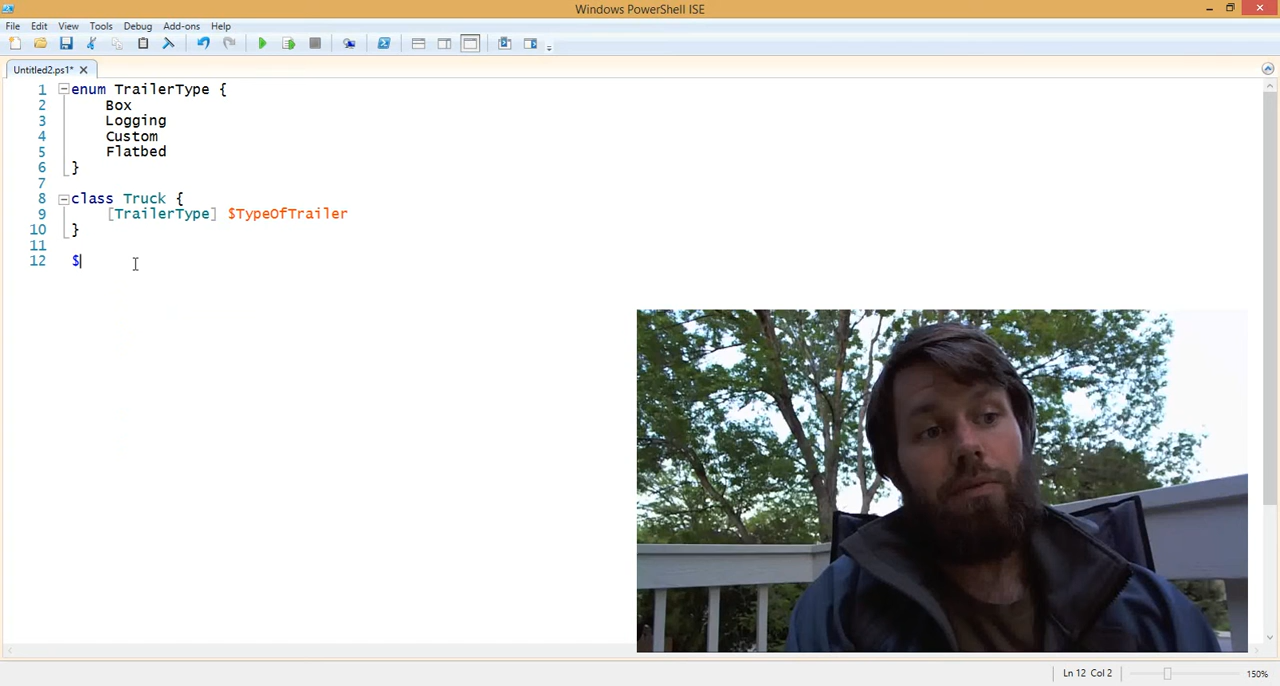 Windows PowerShell ISE
File Edit View Tools Debug Add-ons Help
Untitled2.ps1*
1 enum TrailerType {
2 Box
3 Logging
4 Custom
5 Flatbed
6 }
7
8 class Truck {
9 [TrailerType] $TypeOfTrailer
10 }
11
12 $
Ln 12 Col 2 150%